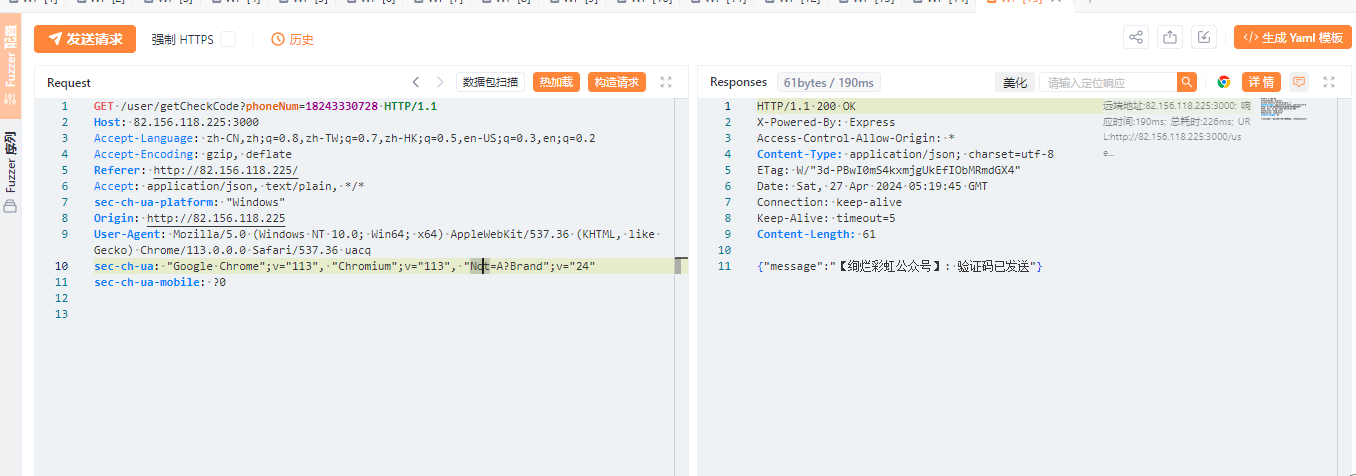 发送请求 强制 HTTPS 历史 生成 Yaml 模板
Fuzzer 配置
Fuzzer 序列
Request 数据包扫描 热加载 构造请求
1 GET /user/getCheckCode?phoneNum=18243330728 HTTP/1.1
2 Host: 82.156.118.225:3000
3 Accept-Language: zh-CN,zh;q=0.8,zh-TW;q=0.7,zh-HK;q=0.5,en-US;q=0.3,en;q=0.2
4 Accept-Encoding: gzip, deflate
5 Referer: http://82.156.118.225/
6 Accept: application/json, text/plain, */*
7 sec-ch-ua-platform: "Windows"
8 Origin: http://82.156.118.225
9 User-Agent: Mozilla/5.0 (Windows NT 10.0; Win64; x64) AppleWebKit/537.36 (KHTML, like
Gecko) Chrome/113.0.0.0 Safari/537.36 uacq
10 sec-ch-ua: "Google Chrome";v="113", "Chromium";v="113", "Not=A?Brand";v="24"
11 sec-ch-ua-mobile: ?0
12
13
Responses 61bytes / 190ms 美化 请输入定位响应 详情
1 HTTP/1.1 200 OK
2 X-Powered-By: Express
3 Access-Control-Allow-Origin: *
4 Content-Type: application/json; charset=utf-8
5 ETag: W/"3d-PBwI0mS4kxmjgUkEfIObMRmdGX4"
6 Date: Sat, 27 Apr 2024 05:19:45 GMT
7 Connection: keep-alive
8 Keep-Alive: timeout=5
9 Content-Length: 61
10
11 {"message":"【绚烂彩虹公众号】: 验证码已发送"}
远端地址:82.156.118.225:3000; 响
应时间:190ms; 总耗时:226ms; UR
L:http://82.156.118.225:3000/us
e...